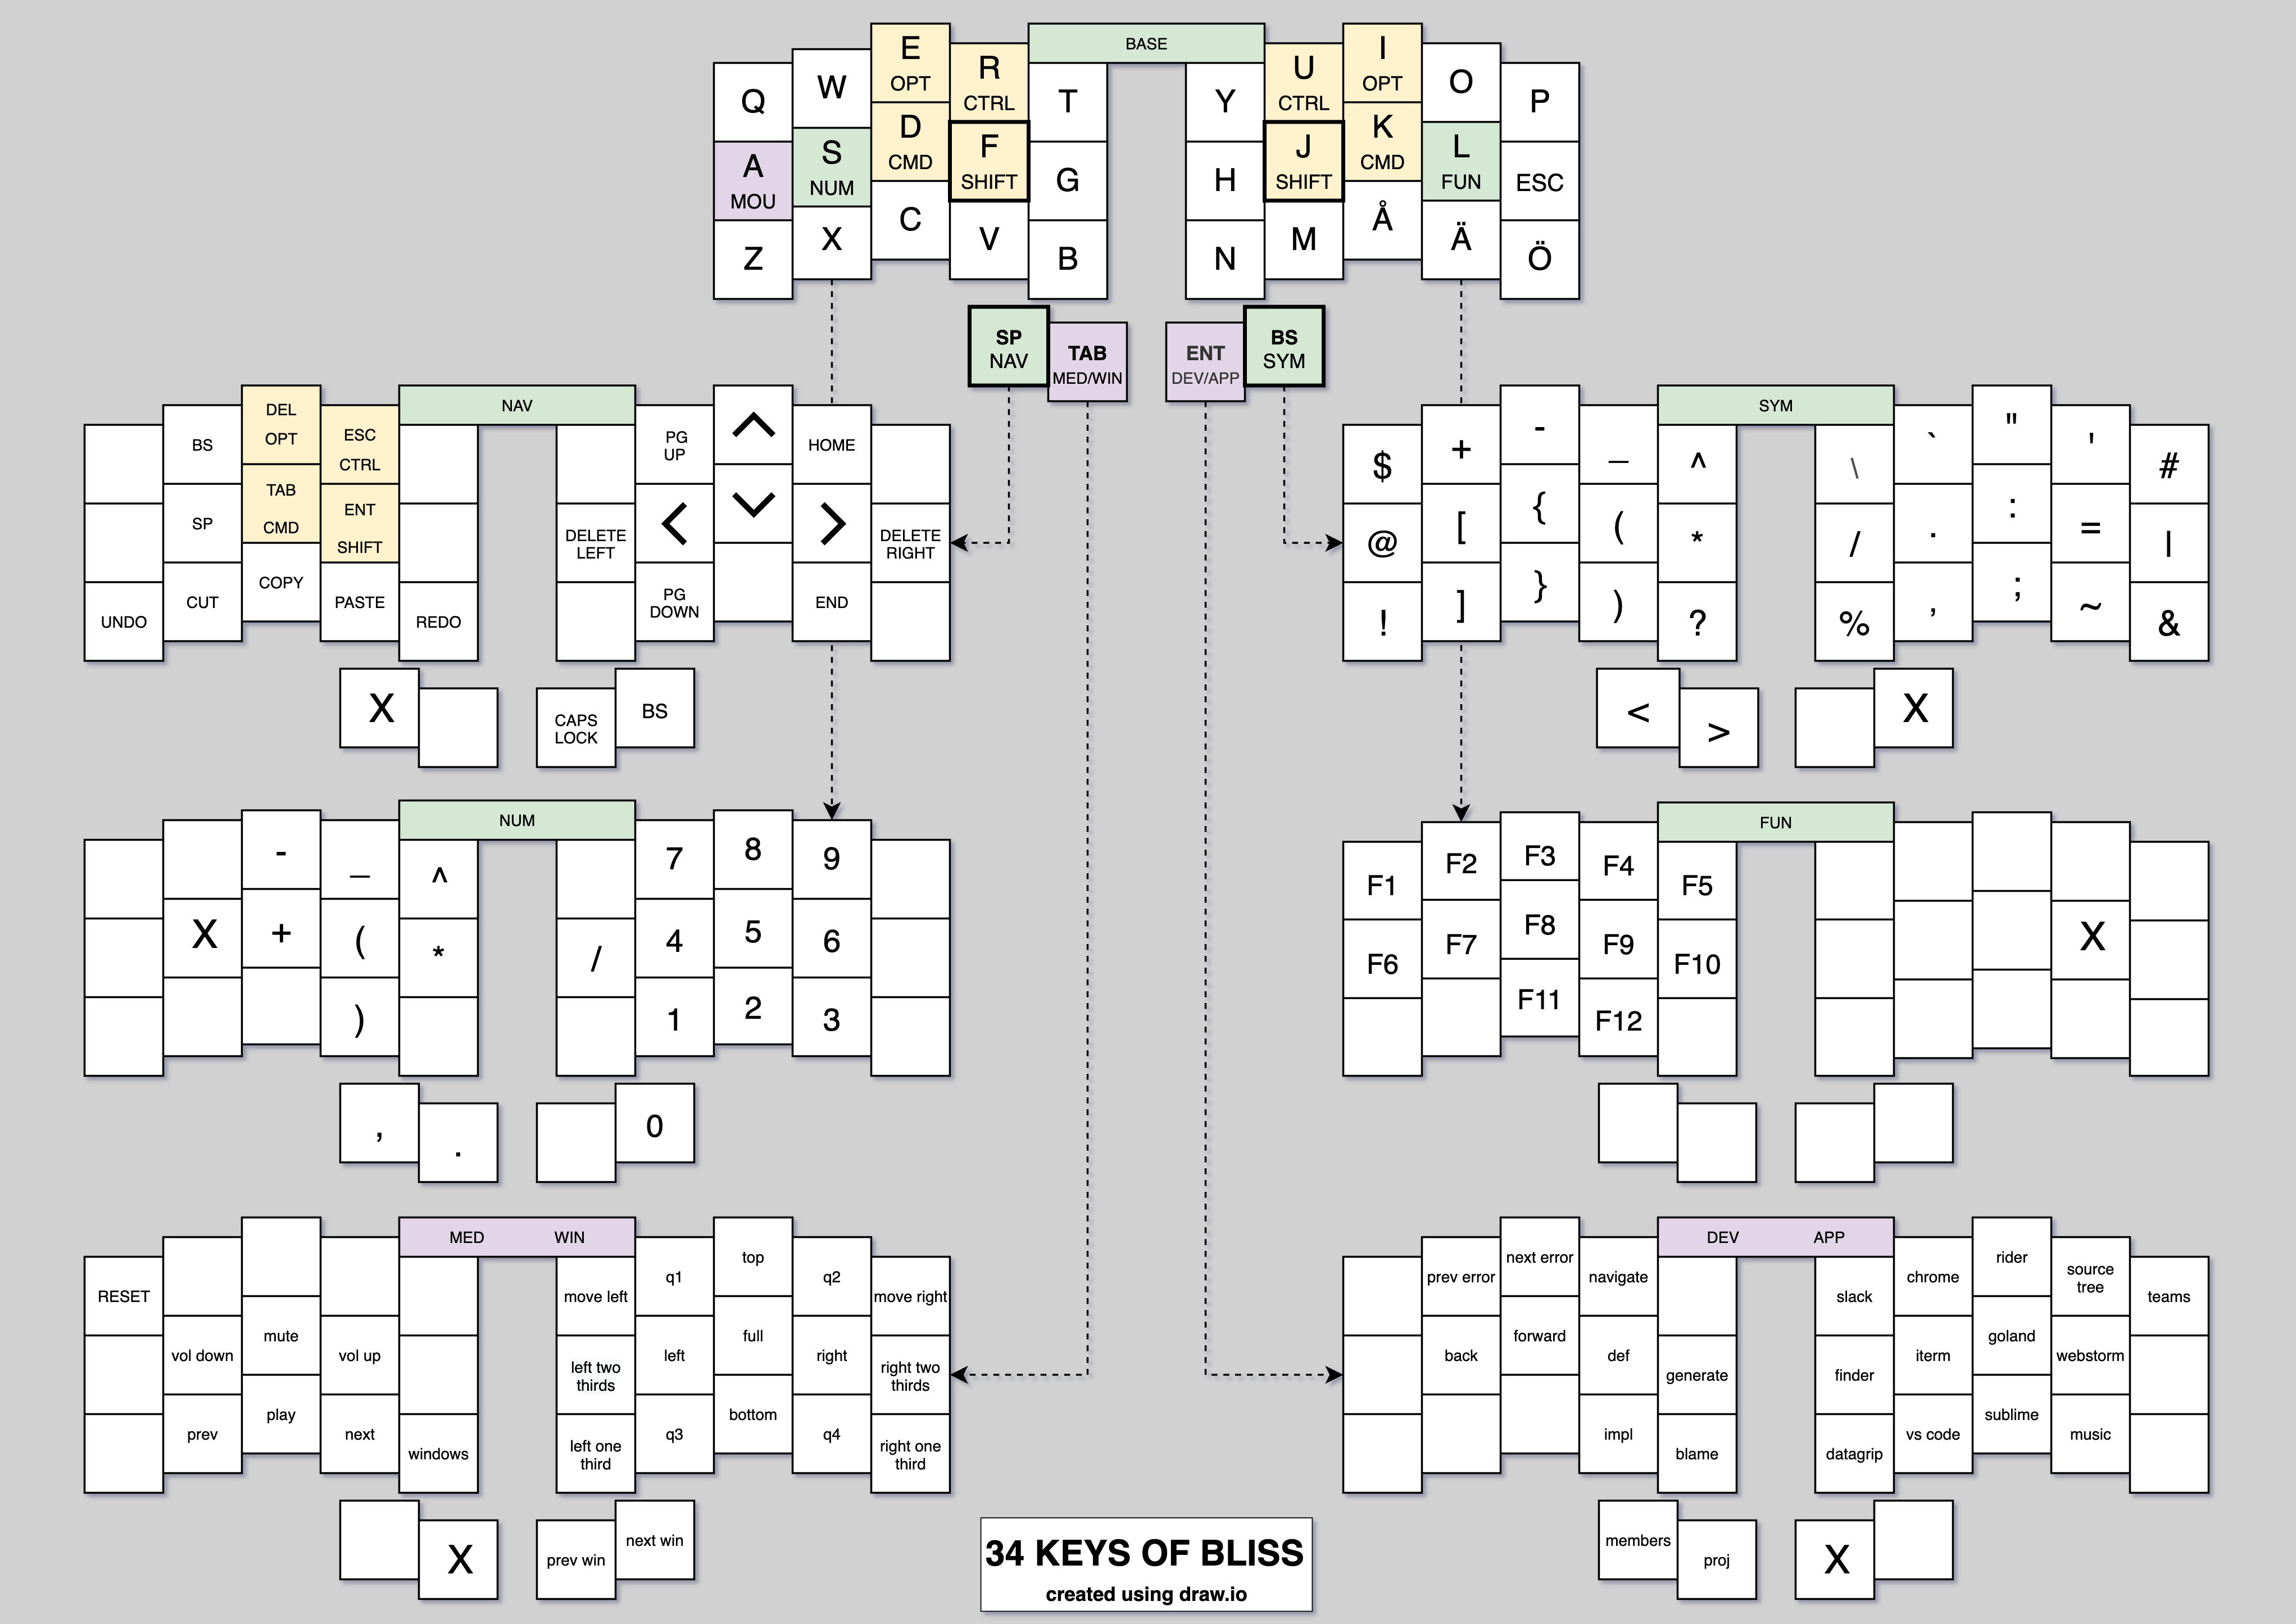 BASE
Q W E R T Y U I O P
OPT CTRL CTRL OPT
A S D F G H J K L ESC
MOU NUM CMD SHIFT SHIFT CMD FUN
Z X C V B N M Å Ä Ö
SP TAB ENT BS
NAV MED/WIN DEV/APP SYM
NAV
BS DEL ESC PG HOME
OPT CTRL UP
SP TAB ENT DELETE DELETE
CMD SHIFT LEFT RIGHT
UNDO CUT COPY PASTE REDO PG END
DOWN
X CAPS BS
LOCK
SYM
$ + - _ ^ \ ` " ' #
@ [ { ( * / . : = |
! ] } ) ? % , ; ~ &
< > X
NUM
- _ ^ 7 8 9
X + ( * / 4 5 6
) 1 2 3
, . 0
FUN
F1 F2 F3 F4 F5
F6 F7 F8 F9 F10 X
F11 F12
MED WIN
RESET move left q1 top q2 move right
vol down mute vol up left two left full right right two
thirds thirds
prev play next windows left one q3 bottom q4 right one
third third
X prev win next win
DEV APP
prev error next error navigate slack chrome rider source teams
tree
back forward def generate finder iterm goland webstorm
impl blame datagrip vs code sublime music
members proj X
34 KEYS OF BLISS
created using draw.io